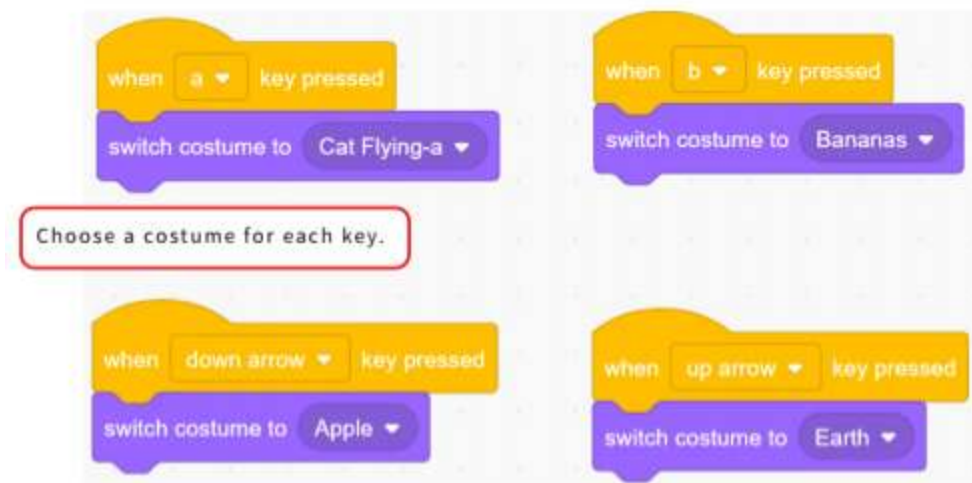 when a key pressed
switch costume to Cat Flying-a
when b key pressed
switch costume to Bananas
Choose a costume for each key.
when down arrow key pressed
switch costume to Apple
when up arrow key pressed
switch costume to Earth